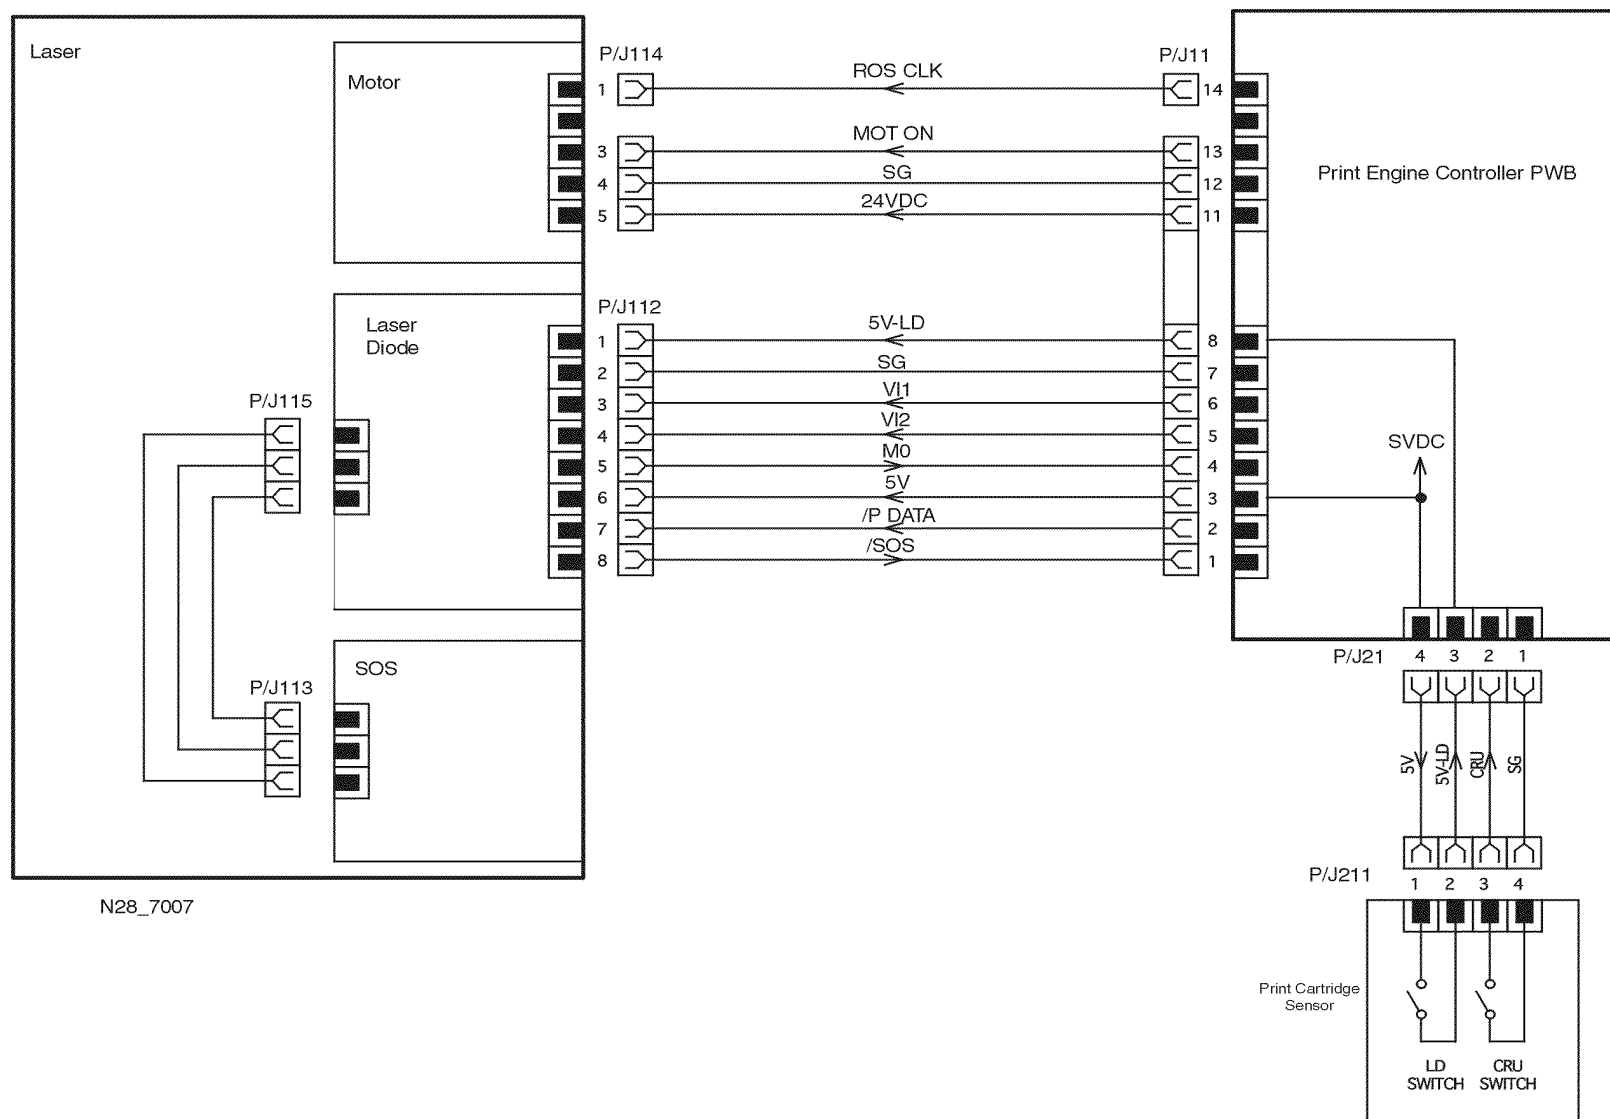 Laser
Motor
P/J114
P/J11
ROS CLK
1
14
MOT ON
3
13
SG
4
12
24VDC
5
11
Print Engine Controller PWB
Laser
Diode
P/J112
5V-LD
1
8
SG
2
7
VI1
3
6
VI2
4
5
M0
5
4
5V
6
3
/P DATA
7
2
/SOS
8
1
P/J115
SVDC
SOS
P/J113
P/J21
4
3
2
1
5V
5V-LD
CRU
SG
P/J211
1
2
3
4
N28_7007
Print Cartridge
Sensor
LD
SWITCH
CRU
SWITCH